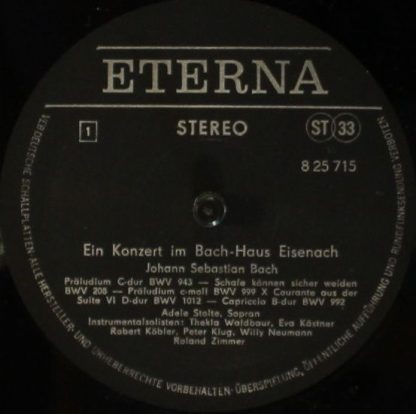 ETERNA
1 STEREO ST 33
8 25 715
Ein Konzert im Bach-Haus Eisenach
Johann Sebastian Bach
Präludium C-dur BWV 943 — Schafe können sicher weiden
BWV 208 — Präludium c-moll BWV 999 X Courante aus der
Suite VI D-dur BWV 1012 — Capriccio B-dur BWV 992
Adele Stolte, Sopran
Instrumentalsolisten: Thekla Waldbaur, Eva Kästner
Robert Köbler, Peter Klug, Willy Neumann
Roland Zimmer
VEB DEUTSCHE SCHALLPLATTEN ALLE HERSTELLER- UND URHEBERRECHTE VORBEHALTEN · ÜBERSPIELUNG, ÖFFENTLICHE AUFFÜHRUNG UND RUNDFUNKSENDUNG VERBOTEN